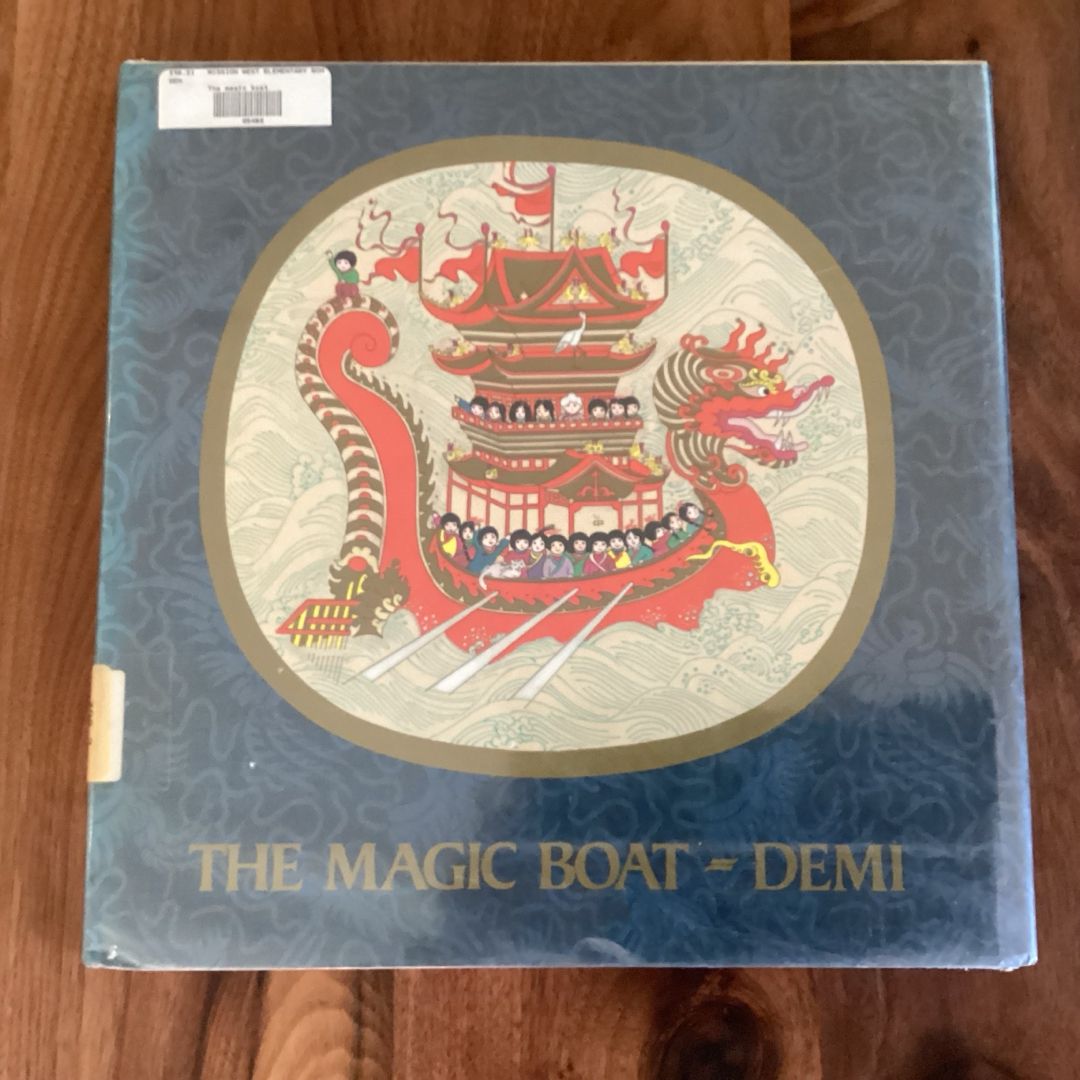 MISSION WEST ELEMENTARY
The magic boat
THE MAGIC BOAT = DEMI